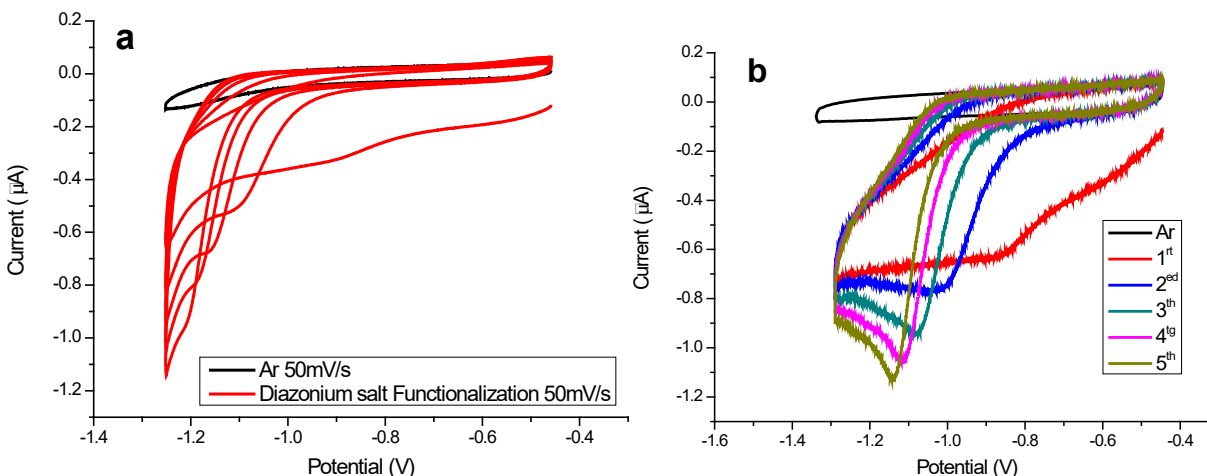 a
0.2
0.0
-0.2
-0.4
-0.6
-0.8
-1.0
-1.2
Current ( μA)
Ar 50mV/s
Diazonium salt Functionalization 50mV/s
-1.4 -1.2 -1.0 -0.8 -0.6 -0.4
Potential (V)
b
0.2
0.0
-0.2
-0.4
-0.6
-0.8
-1.0
-1.2
Current ( μA)
Ar
1rt
2ed
3th
4tg
5th
-1.6 -1.4 -1.2 -1.0 -0.8 -0.6 -0.4
Potential (V)